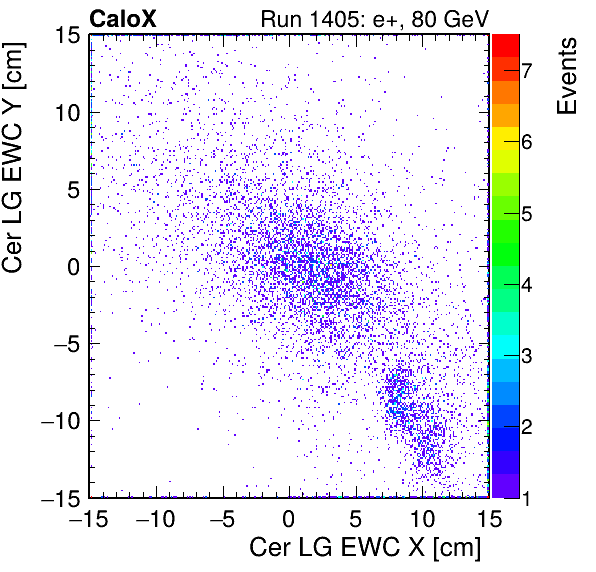 CaloX Run 1405: e+, 80 GeV
Cer LG EWC Y [cm]
15
10
5
0
−5
−10
−15
−15 −10 −5 0 5 10 15
Cer LG EWC X [cm]
Events
7
6
5
4
3
2
1